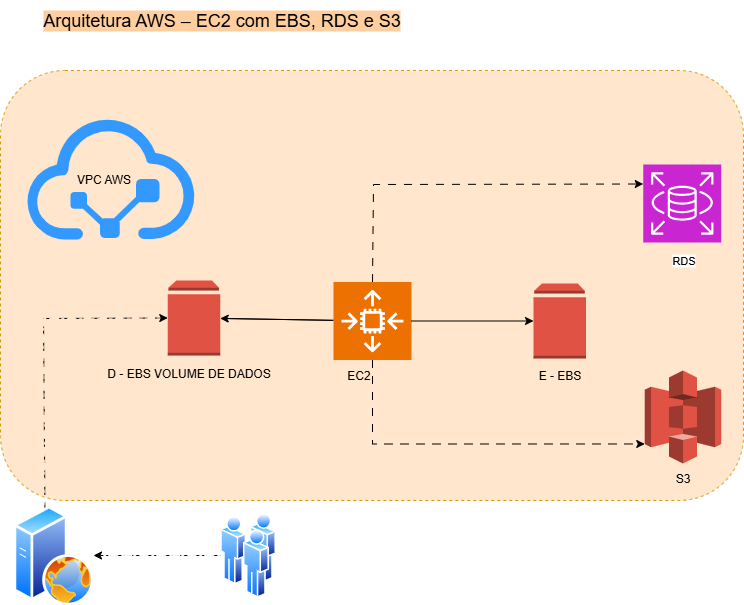 Arquitetura AWS – EC2 com EBS, RDS e S3
VPC AWS
RDS
D - EBS VOLUME DE DADOS
EC2
E - EBS
S3